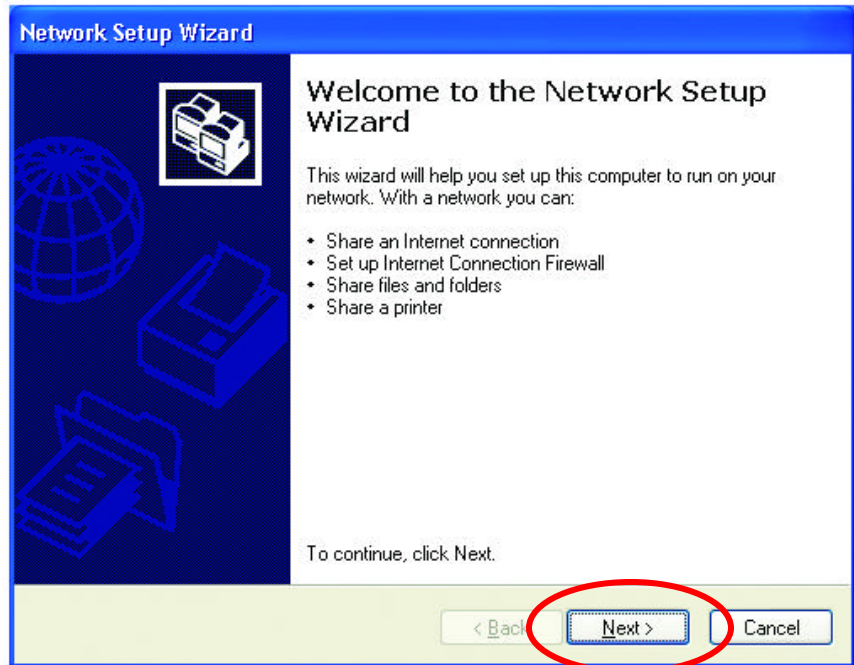 Network Setup Wizard
Welcome to the Network Setup
Wizard
This wizard will help you set up this computer to run on your
network. With a network you can:
• Share an Internet connection
• Set up Internet Connection Firewall
• Share files and folders
• Share a printer
To continue, click Next.
< Back Next > Cancel